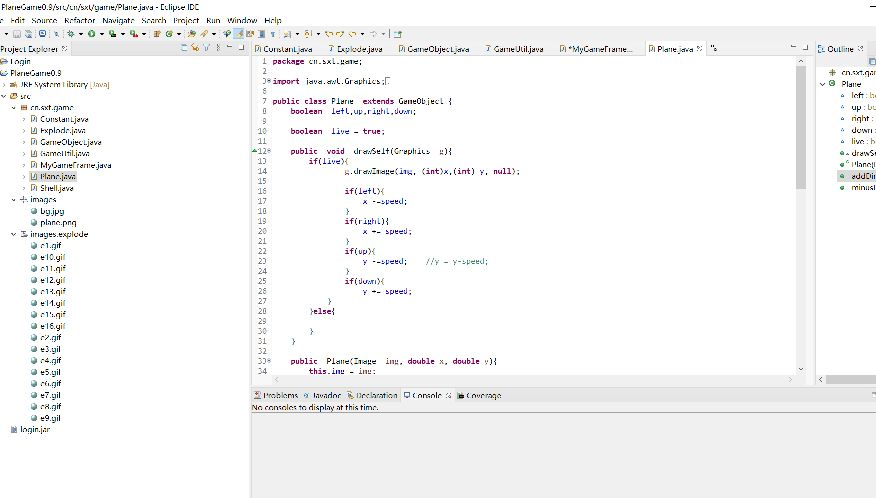 PlaneGame0.9/src/cn/sxt/game/Plane.java - Eclipse IDE
Edit Source Refactor Navigate Search Project Run Window Help
Project Explorer
Login
PlaneGame0.9
JRE System Library [Java]
src
cn.sxt.game
Constant.java
Explode.java
GameObject.java
GameUtil.java
MyGameFrame.java
Plane.java
Shell.java
images
bg.jpg
plane.png
images.explode
e1.gif
e10.gif
e11.gif
e12.gif
e13.gif
e14.gif
e15.gif
e16.gif
e2.gif
e3.gif
e4.gif
e5.gif
e6.gif
e7.gif
e8.gif
e9.gif
login.jar
Constant.java Explode.java GameObject.java GameUtil.java *MyGameFrame... Plane.java
1 package cn.sxt.game;
2
3 import java.awt.Graphics;
6
7 public class Plane extends GameObject {
8 boolean left,up,right,down;
9
10 boolean live = true;
11
12 public void drawSelf(Graphics g){
13 if(live){
14 g.drawImage(img, (int)x,(int) y, null);
15
16 if(left){
17 x -=speed;
18 }
19 if(right){
20 x += speed;
21 }
22 if(up){
23 y -=speed; //y = y-speed;
24 }
25 if(down){
26 y += speed;
27 }
28 }else{
29
30 }
31 }
32
33 public Plane(Image img, double x, double y){
34 this.img = img;
Problems Javadoc Declaration Console Coverage
No consoles to display at this time.
Outline
cn.sxt.gar
Plane
left : bo
up : bo
right :
down :
live : b
drawSe
Plane(I
addDir
minus